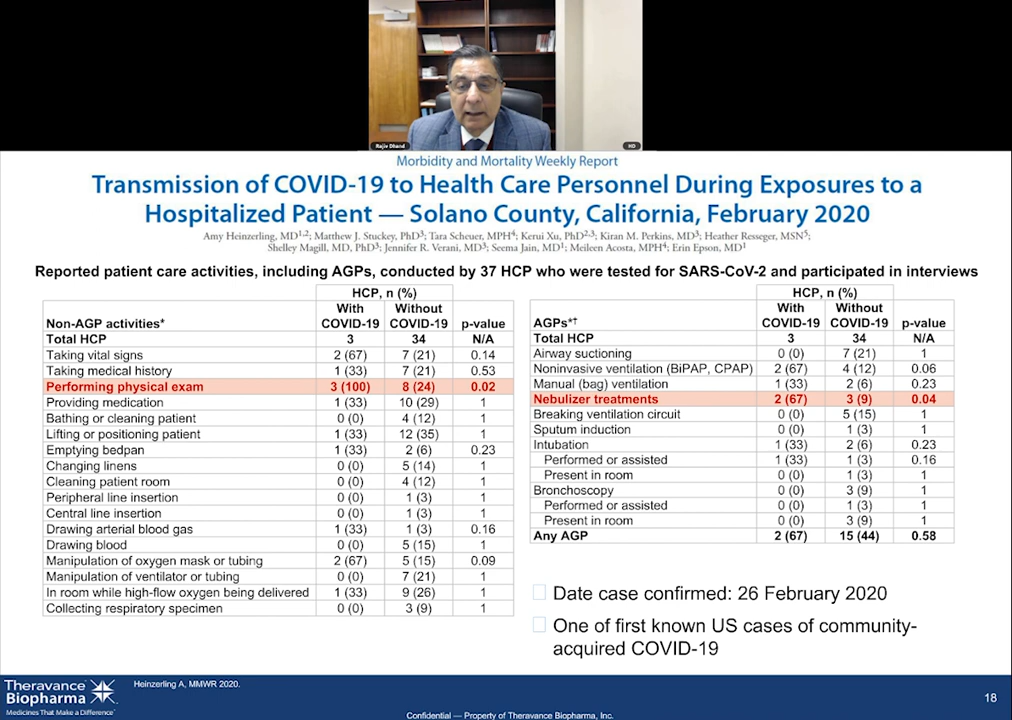 Rajiv Dhand
HD
Morbidity and Mortality Weekly Report
Transmission of COVID-19 to Health Care Personnel During Exposures to a
Hospitalized Patient — Solano County, California, February 2020
Amy Heinzerling, MD1,2; Matthew J. Stuckey, PhD3; Tara Scheuer, MPH4; Kerui Xu, PhD2,3; Kiran M. Perkins, MD3; Heather Resseger, MSN5;
Shelley Magill, MD, PhD3; Jennifer R. Verani, MD3; Seema Jain, MD1; Meileen Acosta, MPH4; Erin Epson, MD1
Reported patient care activities, including AGPs, conducted by 37 HCP who were tested for SARS-CoV-2 and participated in interviews
HCP, n (%)
Non-AGP activities* With COVID-19 Without COVID-19 p-value
Total HCP 3 34 N/A
Taking vital signs 2 (67) 7 (21) 0.14
Taking medical history 1 (33) 7 (21) 0.53
Performing physical exam 3 (100) 8 (24) 0.02
Providing medication 1 (33) 10 (29) 1
Bathing or cleaning patient 0 (0) 4 (12) 1
Lifting or positioning patient 1 (33) 12 (35) 1
Emptying bedpan 1 (33) 2 (6) 0.23
Changing linens 0 (0) 5 (14) 1
Cleaning patient room 0 (0) 4 (12) 1
Peripheral line insertion 0 (0) 1 (3) 1
Central line insertion 0 (0) 1 (3) 1
Drawing arterial blood gas 1 (33) 1 (3) 0.16
Drawing blood 0 (0) 5 (15) 1
Manipulation of oxygen mask or tubing 2 (67) 5 (15) 0.09
Manipulation of ventilator or tubing 0 (0) 7 (21) 1
In room while high-flow oxygen being delivered 1 (33) 9 (26) 1
Collecting respiratory specimen 0 (0) 3 (9) 1
HCP, n (%)
AGPs*† With COVID-19 Without COVID-19 p-value
Total HCP 3 34 N/A
Airway suctioning 0 (0) 7 (21) 1
Noninvasive ventilation (BiPAP, CPAP) 2 (67) 4 (12) 0.06
Manual (bag) ventilation 1 (33) 2 (6) 0.23
Nebulizer treatments 2 (67) 3 (9) 0.04
Breaking ventilation circuit 0 (0) 5 (15) 1
Sputum induction 0 (0) 1 (3) 1
Intubation 1 (33) 2 (6) 0.23
Performed or assisted 1 (33) 1 (3) 0.16
Present in room 0 (0) 1 (3) 1
Bronchoscopy 0 (0) 3 (9) 1
Performed or assisted 0 (0) 1 (3) 1
Present in room 0 (0) 3 (9) 1
Any AGP 2 (67) 15 (44) 0.58
Date case confirmed: 26 February 2020
One of first known US cases of community-
acquired COVID-19
Theravance
Biopharma
Medicines That Make a Difference
Heinzerling A, MMWR 2020.
Confidential — Property of Theravance Biopharma, Inc.
18